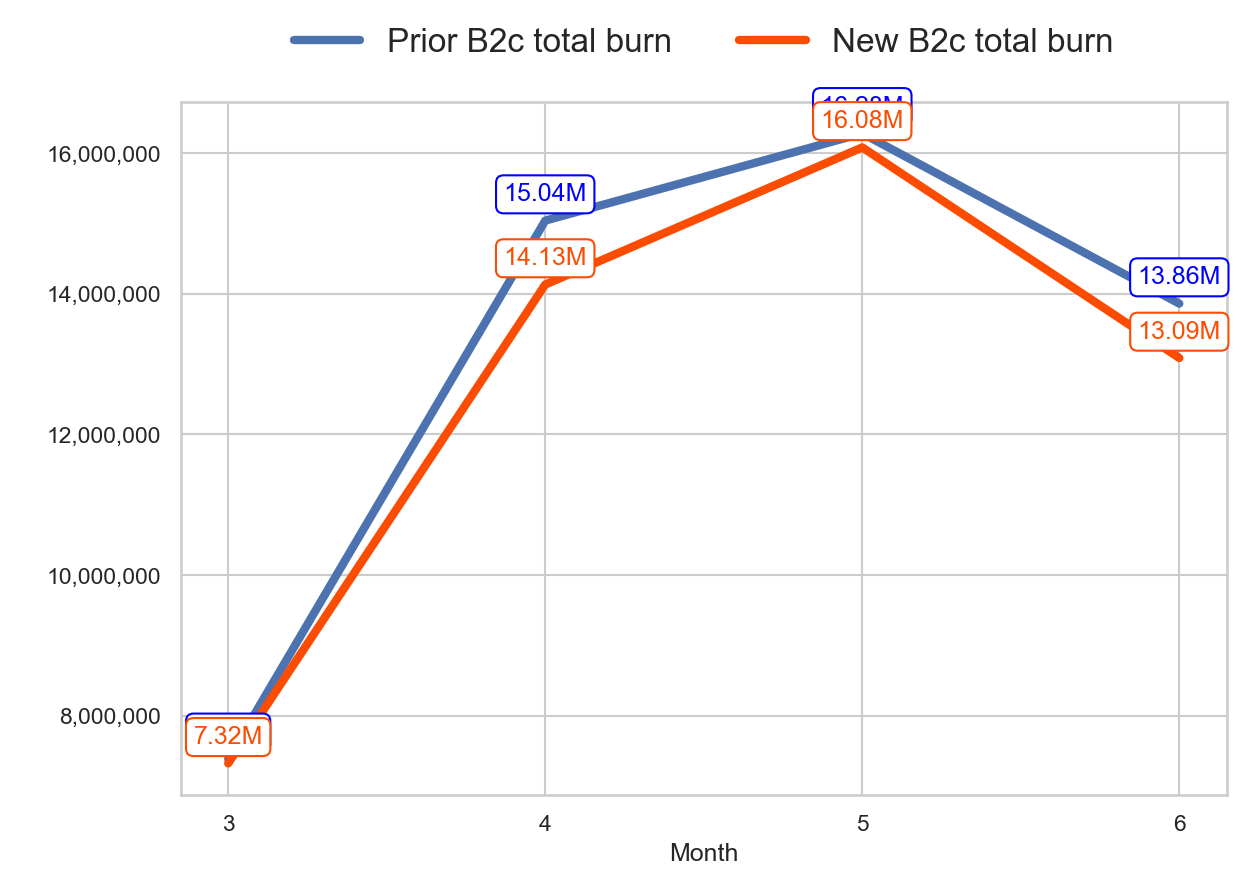 Prior B2c total burn New B2c total burn
16.08M
16,000,000
15.04M
14.13M
14,000,000
13.86M
13.09M
12,000,000
10,000,000
8,000,000
7.32M
3 4 5 6
Month